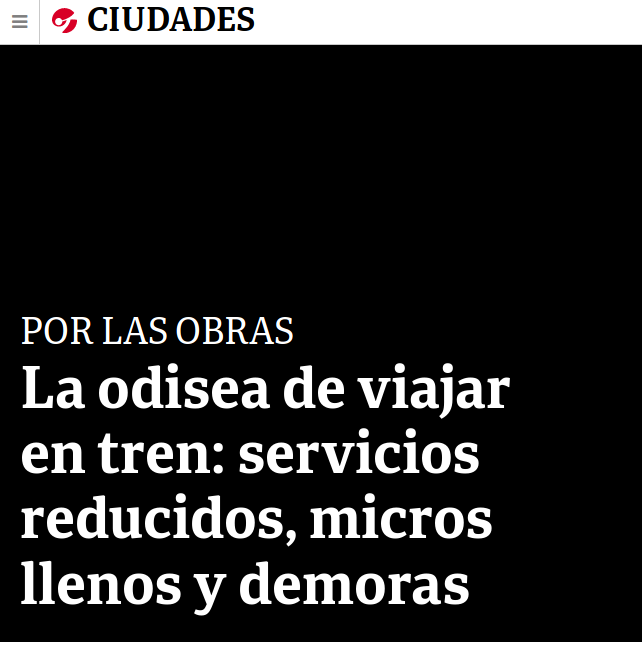 CIUDADES
POR LAS OBRAS
La odisea de viajar
en tren: servicios
reducidos, micros
llenos y demoras